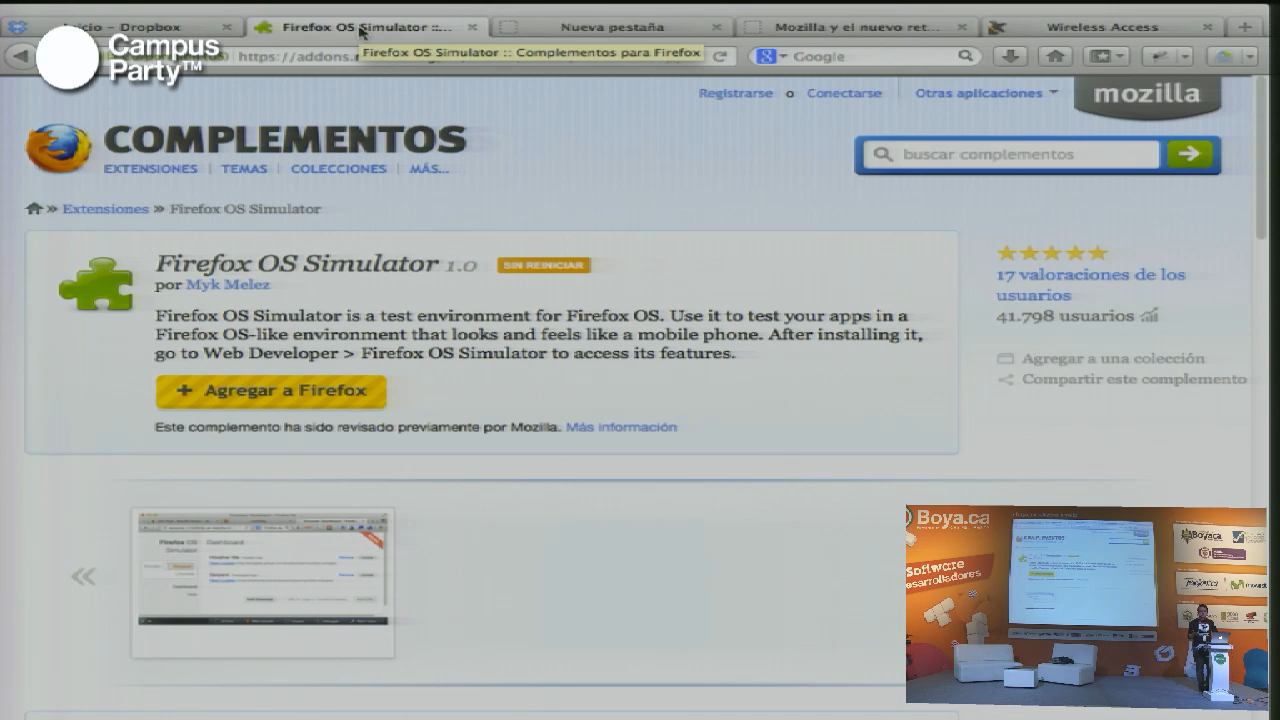 Inicio – Dropbox
Firefox OS Simulator ::...
Nueva pestaña
Mozilla y el nuevo ret...
Wireless Access
Campus
Party™
https://addons.
Firefox OS Simulator :: Complementos para Firefox
Google
Registrarse o Conectarse
Otras aplicaciones
mozilla
COMPLEMENTOS
EXTENSIONES | TEMAS | COLECCIONES | MÁS...
buscar complementos
» Extensiones » Firefox OS Simulator
Firefox OS Simulator 1.0 SIN REINICIAR
por Myk Melez
Firefox OS Simulator is a test environment for Firefox OS. Use it to test your apps in a
Firefox OS-like environment that looks and feels like a mobile phone. After installing it,
go to Web Developer > Firefox OS Simulator to access its features.
+ Agregar a Firefox
Este complemento ha sido revisado previamente por Mozilla. Más información
17 valoraciones de los
usuarios
41.798 usuarios
Agregar a una colección
Compartir este complemento
«
Firefox OS
Simulator
Dashboard
Boya.ca
Software
Desarrolladores
Boyacá